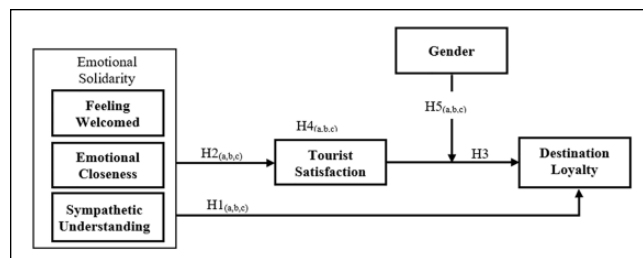 Emotional
Solidarity
Feeling
Welcomed
Emotional
Closeness
Sympathetic
Understanding
H2(a,b,c)
H1(a,b,c)
H4(a,b,c)
Tourist
Satisfaction
Gender
H5(a,b,c)
H3
Destination
Loyalty